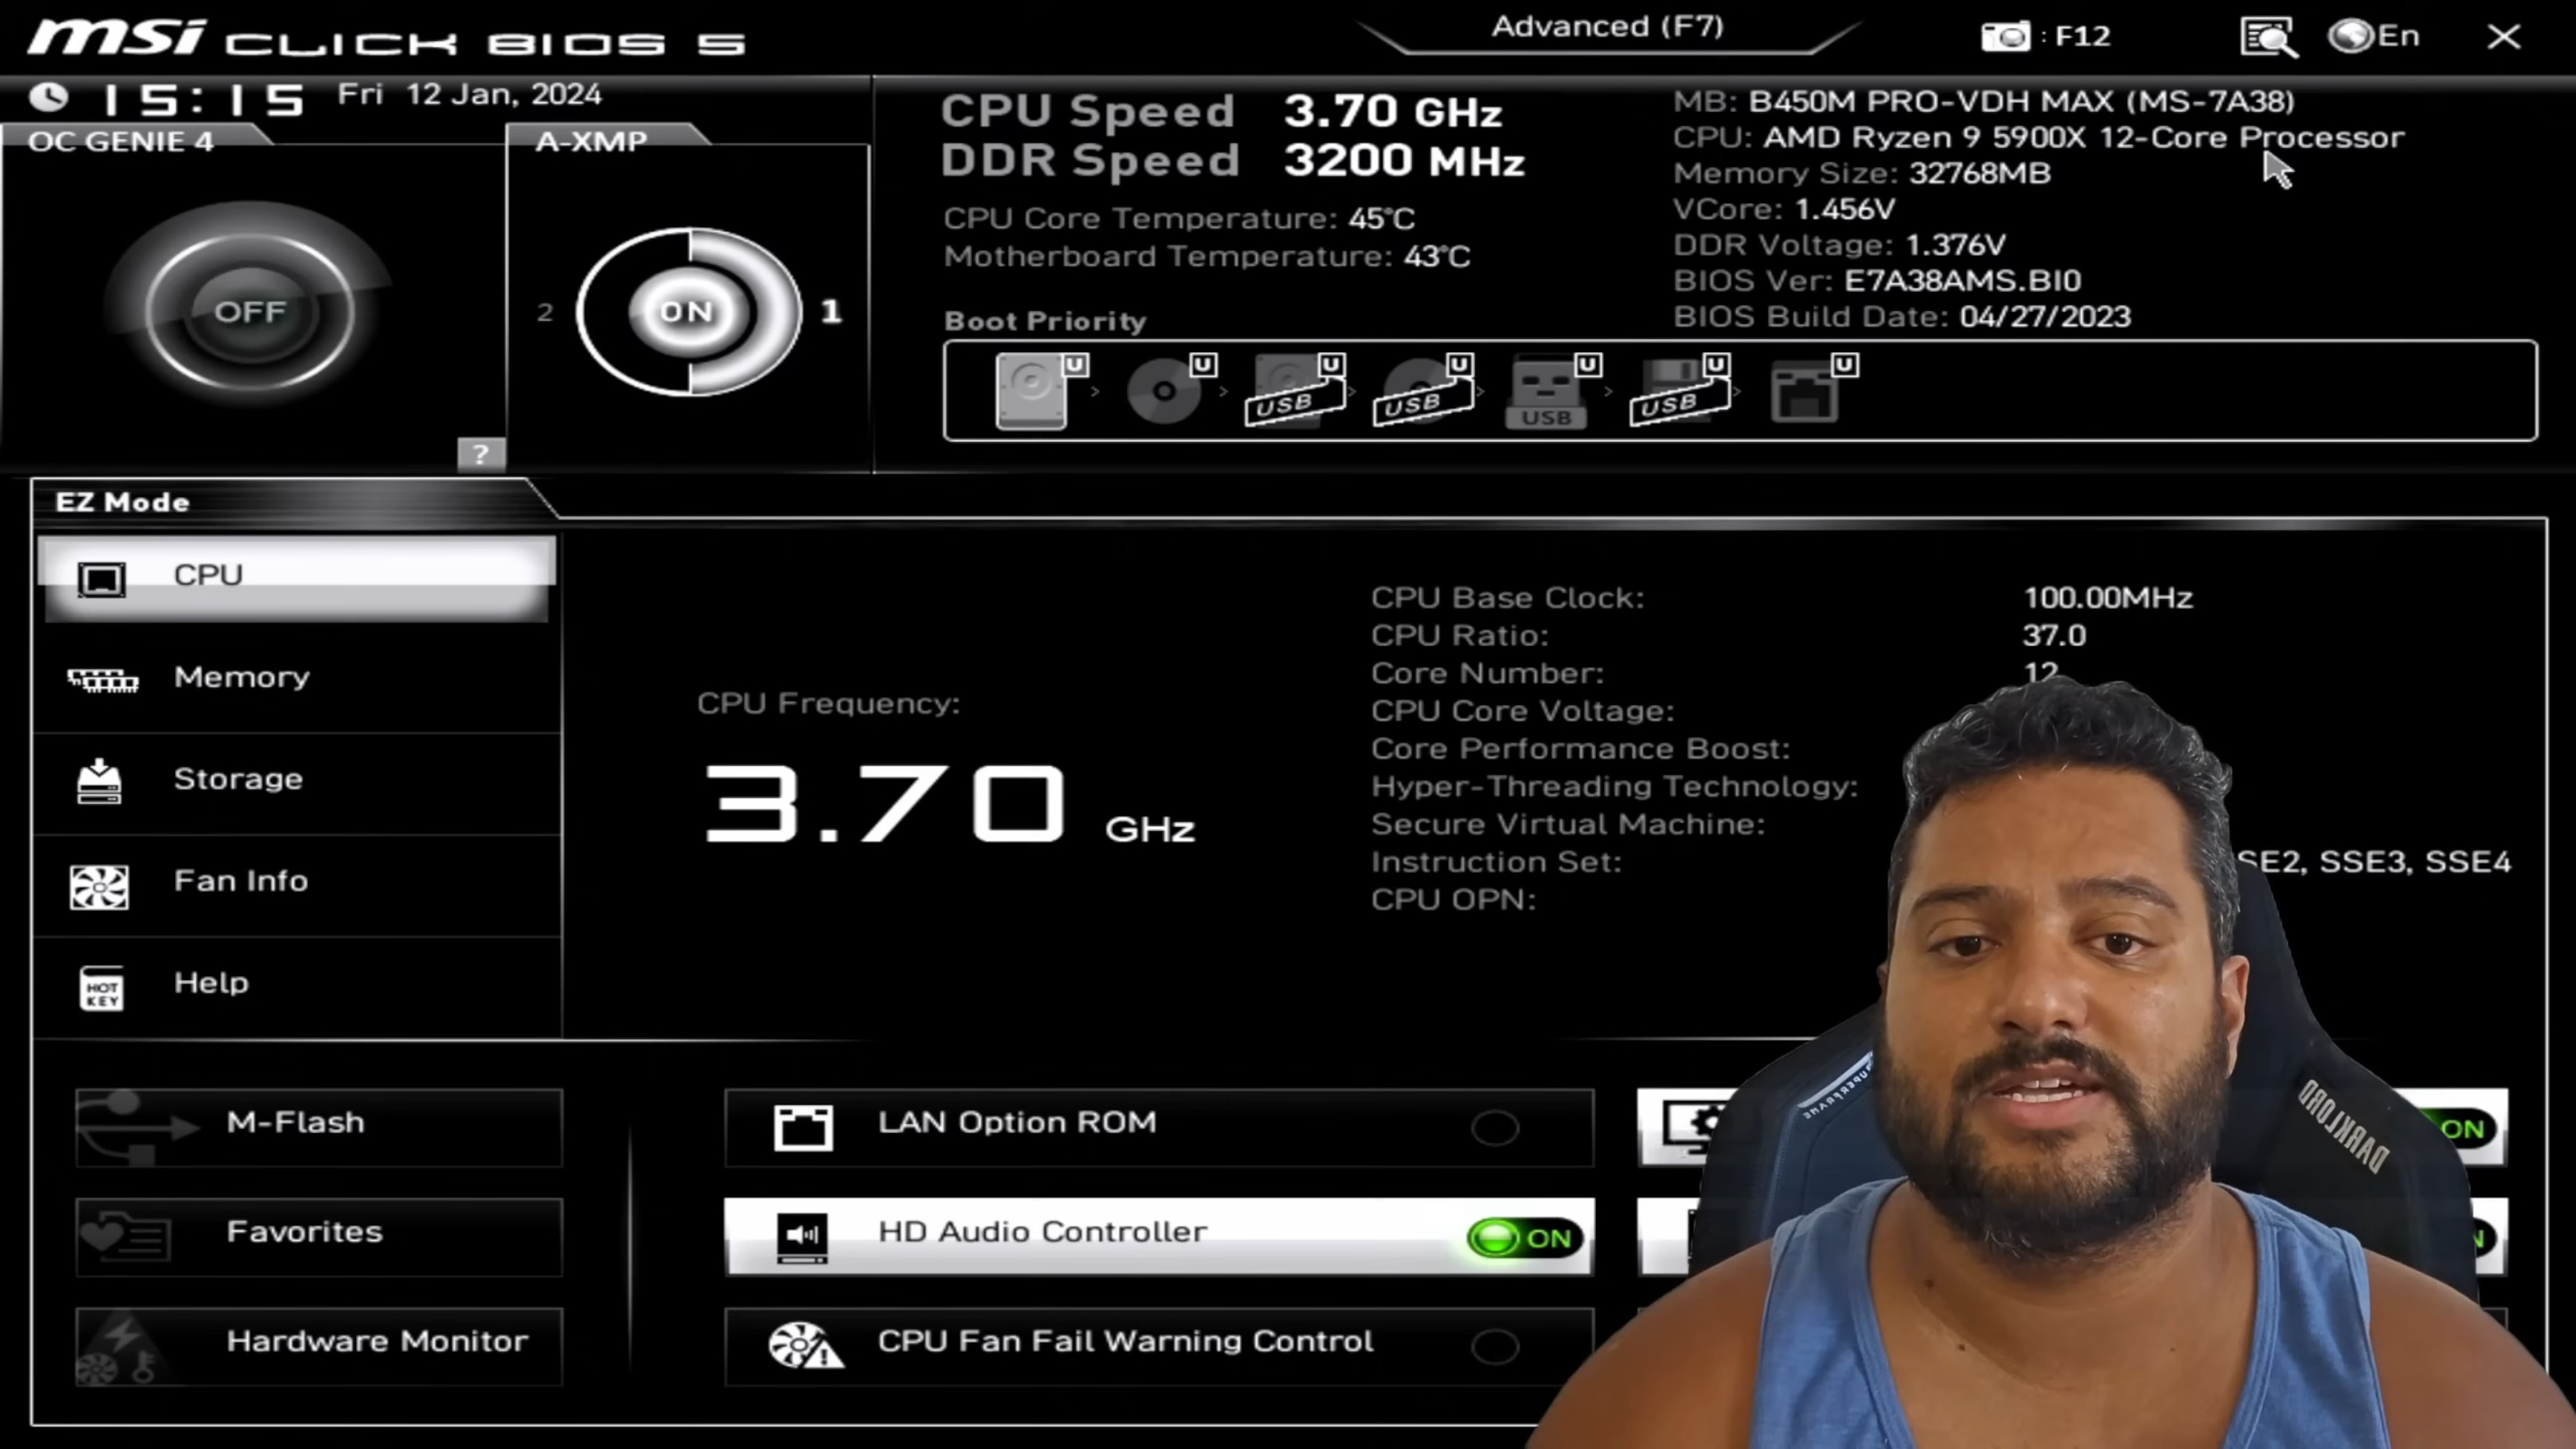 msi CLICK BIOS 5
Advanced (F7)
: F12
En
15:15 Fri 12 Jan, 2024
OC GENIE 4
OFF
?
A-XMP
2 ON 1
CPU Speed 3.70 GHz
DDR Speed 3200 MHz
CPU Core Temperature: 45°C
Motherboard Temperature: 43°C
MB: B450M PRO-VDH MAX (MS-7A38)
CPU: AMD Ryzen 9 5900X 12-Core Processor
Memory Size: 32768MB
VCore: 1.456V
DDR Voltage: 1.376V
BIOS Ver: E7A38AMS.BI0
BIOS Build Date: 04/27/2023
Boot Priority
U U U U U U U
USB USB USB USB
EZ Mode
CPU
Memory
Storage
Fan Info
HOT KEY Help
CPU Frequency:
3.70 GHz
CPU Base Clock: 100.00MHz
CPU Ratio: 37.0
Core Number: 12
CPU Core Voltage:
Core Performance Boost:
Hyper-Threading Technology:
Secure Virtual Machine:
Instruction Set: SE2, SSE3, SSE4
CPU OPN:
M-Flash
Favorites
Hardware Monitor
LAN Option ROM
HD Audio Controller ON
CPU Fan Fail Warning Control
ON
DARKLORD